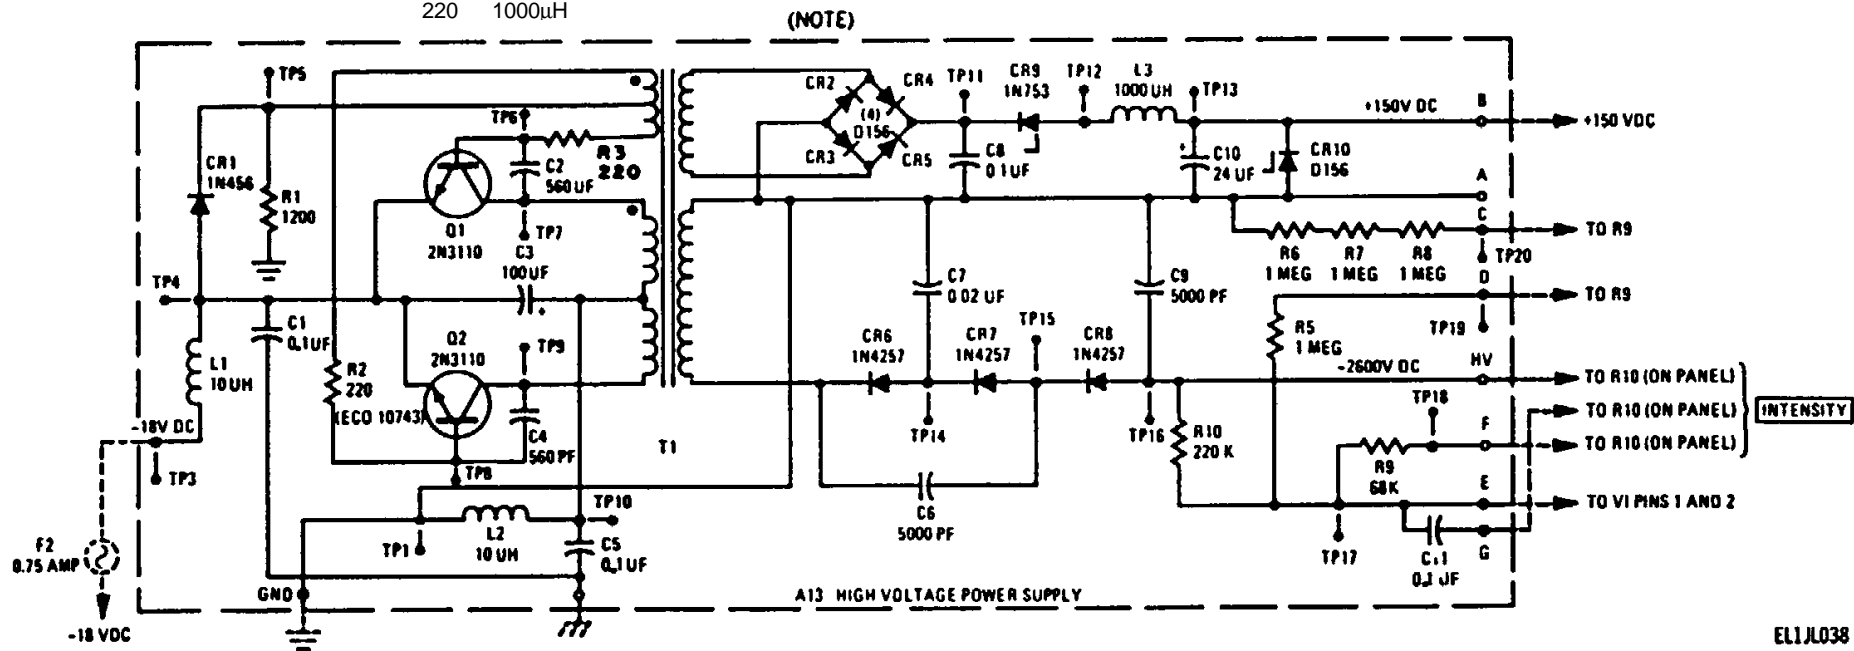 220 1000µH
(NOTE)
TP5
TP6
R3
220
C2
560 UF
CR1
1N456
R1
1200
Q1
2N3110
TP7
C3
100 UF
+
TP4
C1
0.1UF
L1
10 UH
Q2
2N3110
TP9
R2
220
(ECO 10743)
C4
560 PF
-18V DC
TP3
TP8
T1
TP10
TP1
L2
10 UH
C5
0.1 UF
F2
0.75 AMP
GND
-18 VDC
CR2
CR4
(4)
D156
CR3
CR5
TP11
CR9
1N753
TP12
L3
1000 UH
TP13
C8
0.1 UF
+
C10
24 UF
CR10
D156
+150V DC
B
+150 VDC
A
C
TO R9
R6
1 MEG
R7
1 MEG
R8
1 MEG
TP20
D
TO R9
TP19
C7
0.02 UF
C9
5000 PF
TP15
CR6
1N4257
CR7
1N4257
CR8
1N4257
R5
1 MEG
HV
-2600V DC
TO R10 (ON PANEL)
TO R10 (ON PANEL)
TO R10 (ON PANEL)
INTENSITY
TP14
TP16
R10
220 K
TP18
F
R9
68K
E
TO V1 PINS 1 AND 2
C6
5000 PF
TP17
C11
0.1 UF
G
A13 HIGH VOLTAGE POWER SUPPLY
EL1JL038